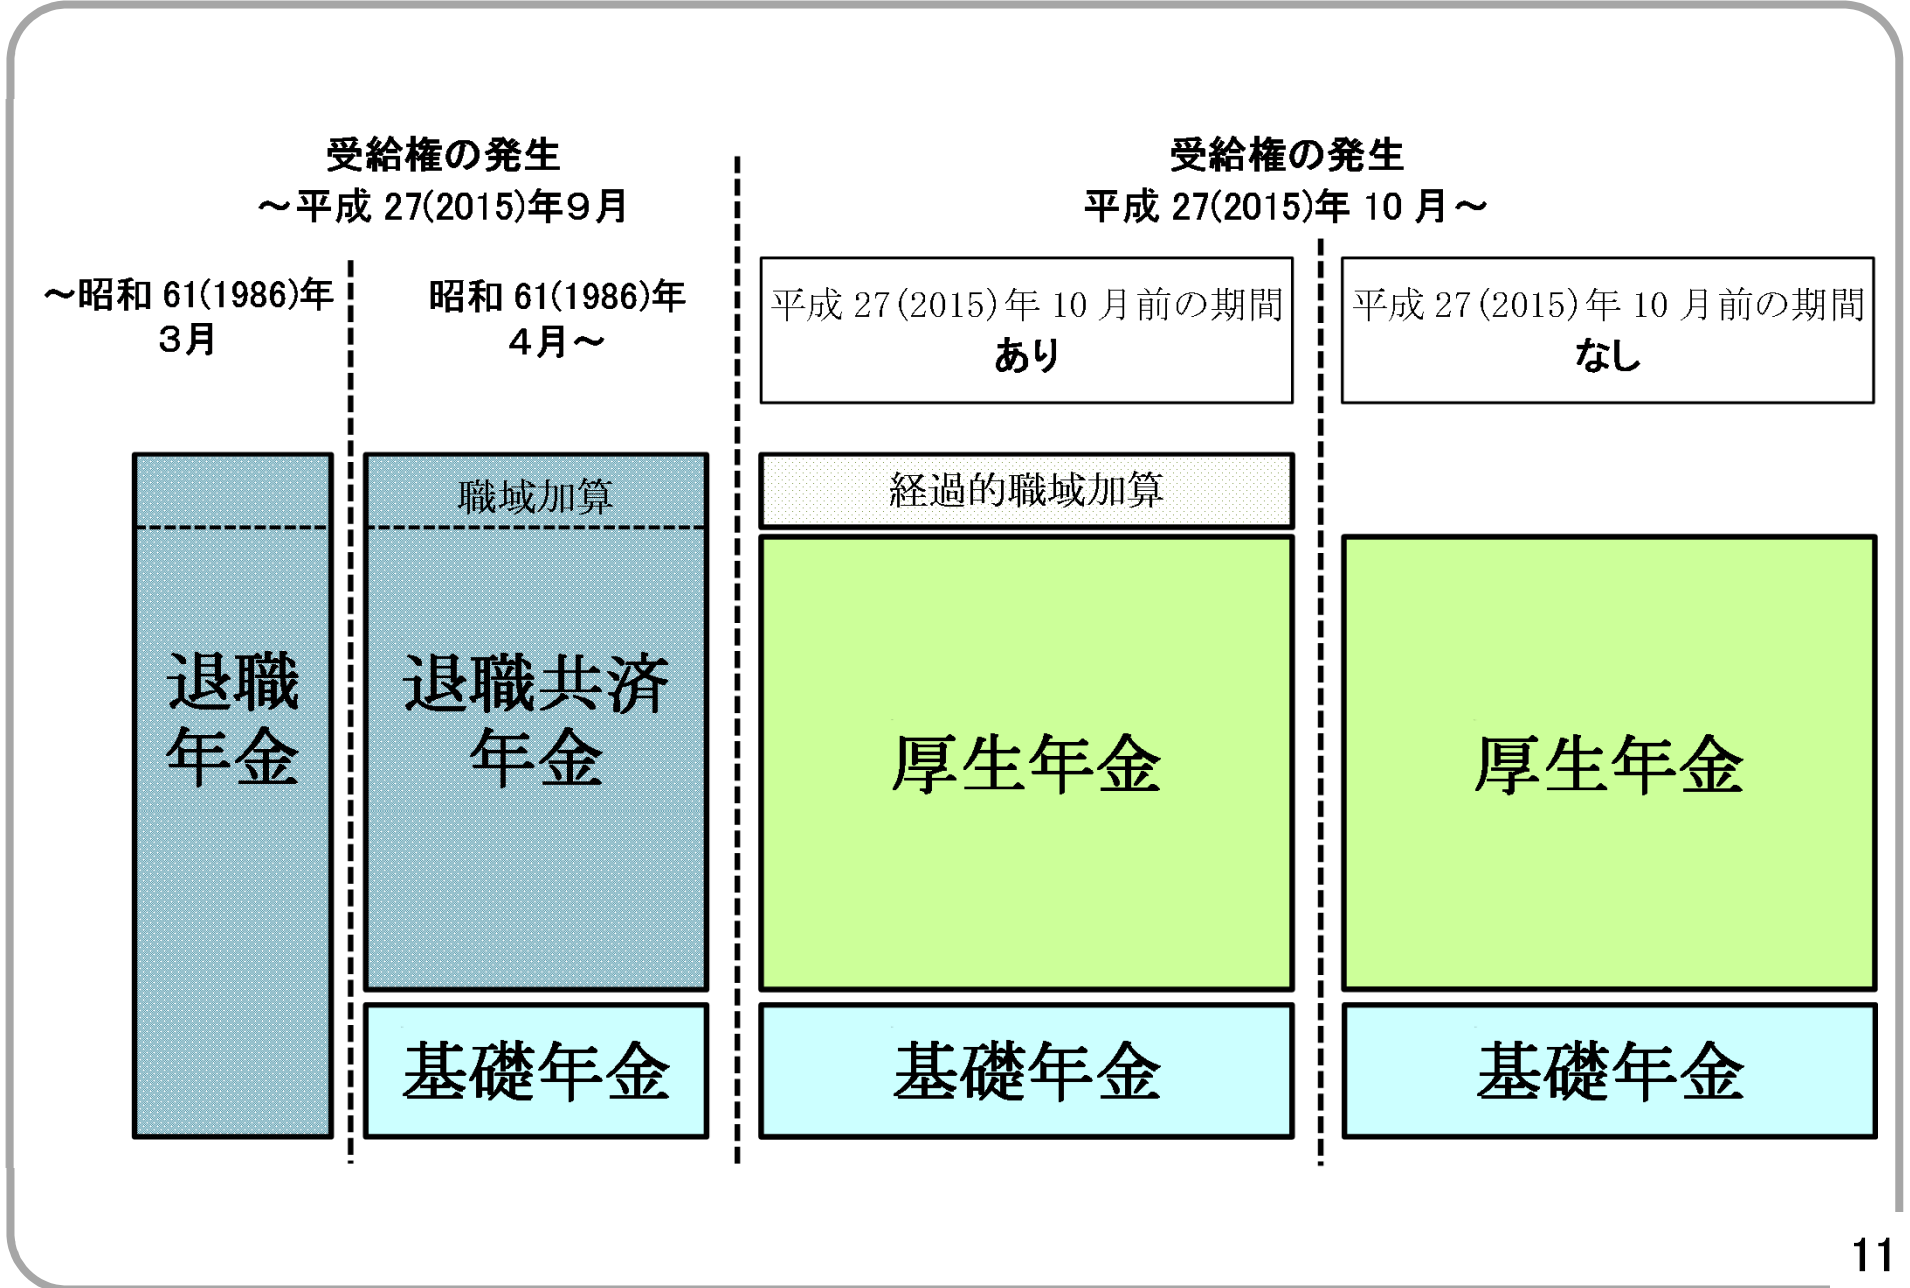 受給権の発生
～平成 27(2015)年９月
受給権の発生
平成 27(2015)年 10 月～
～昭和 61(1986)年
３月
昭和 61(1986)年
４月～
平成 27(2015)年 10 月前の期間
あり
平成 27(2015)年 10 月前の期間
なし
職域加算
経過的職域加算
退職
年金
退職共済
年金
厚生年金
厚生年金
基礎年金
基礎年金
基礎年金
11